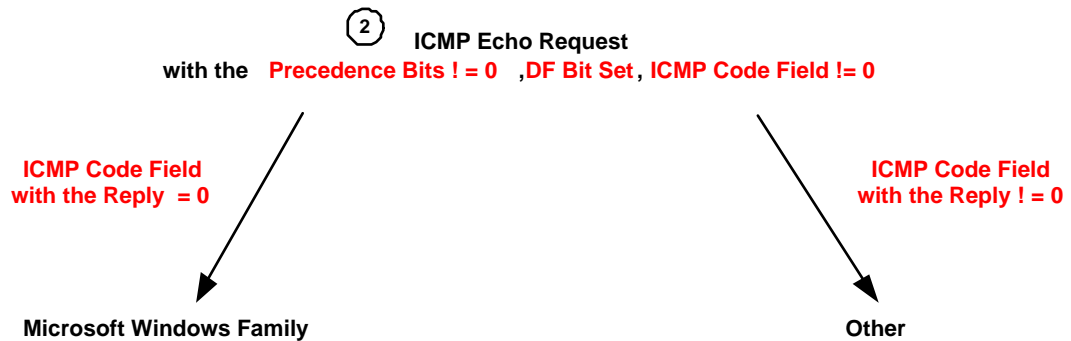 2
ICMP Echo Request
with the Precedence Bits ! = 0 ,DF Bit Set, ICMP Code Field != 0
ICMP Code Field
with the Reply = 0
ICMP Code Field
with the Reply ! = 0
Microsoft Windows Family
Other